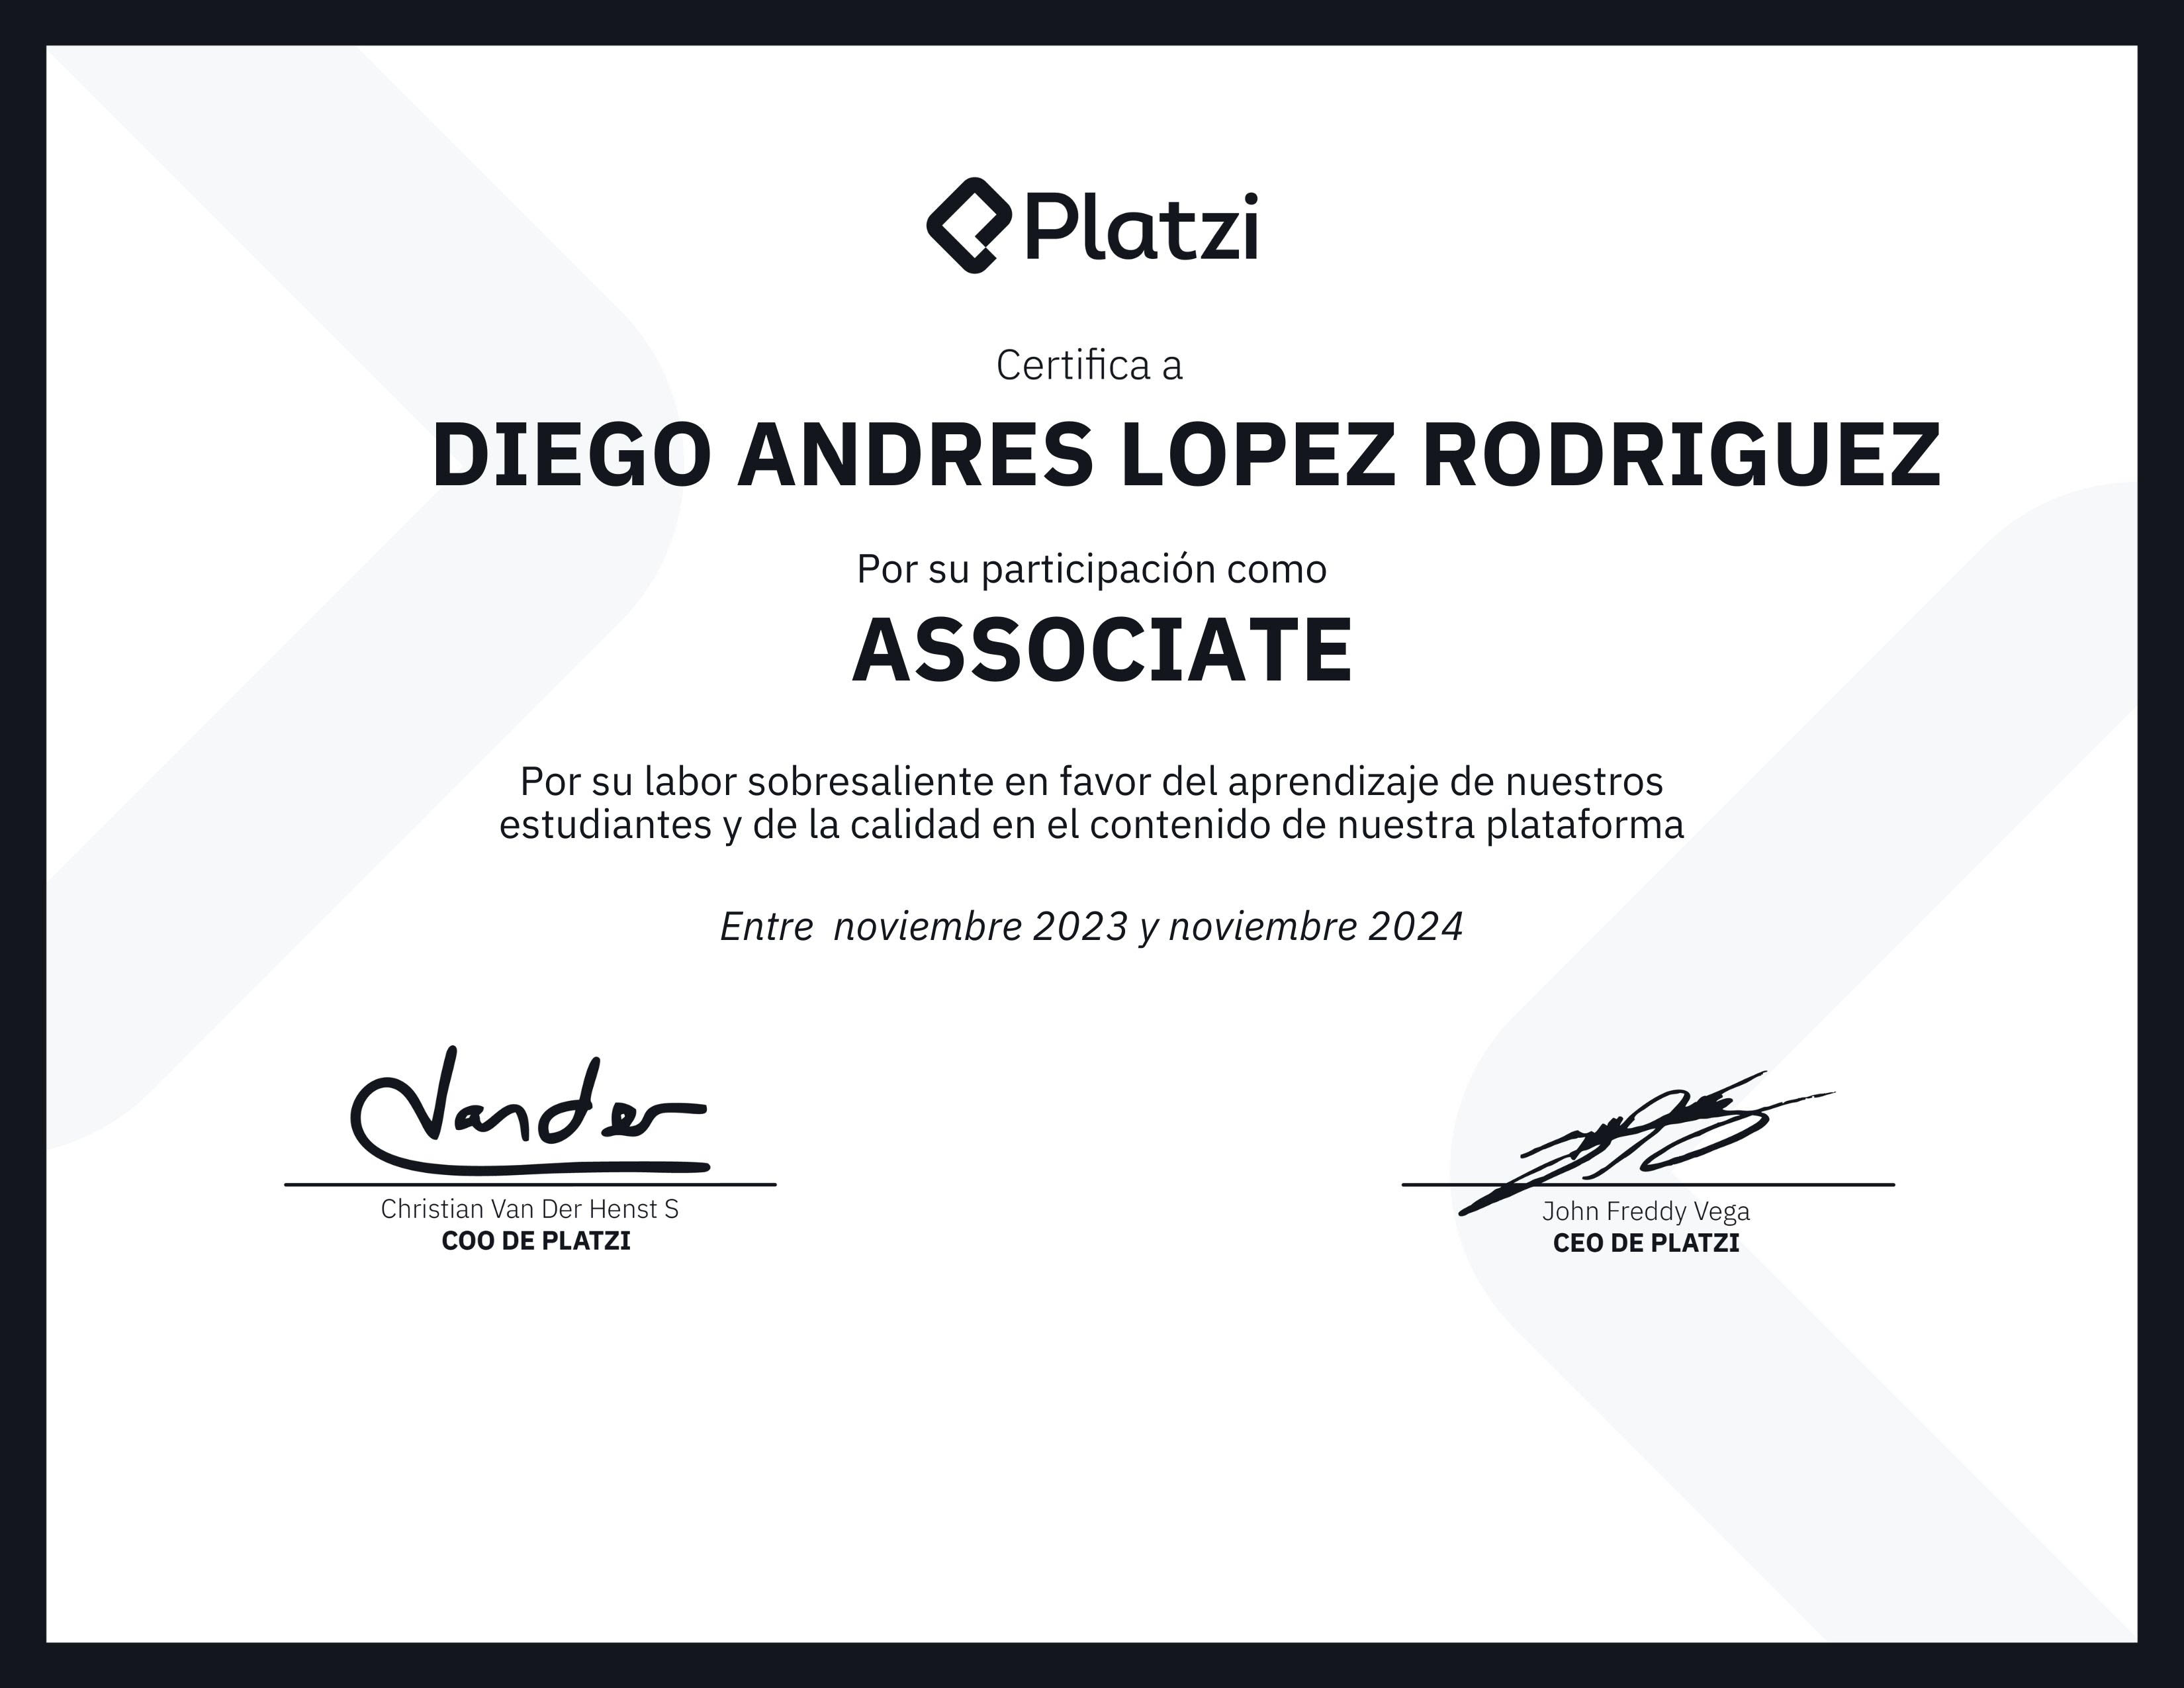 Platzi
Certifica a
DIEGO ANDRES LOPEZ RODRIGUEZ
Por su participación como
ASSOCIATE
Por su labor sobresaliente en favor del aprendizaje de nuestros
estudiantes y de la calidad en el contenido de nuestra plataforma
Entre noviembre 2023 y noviembre 2024
Vander
Christian Van Der Henst S
COO DE PLATZI
John Freddy Vega
CEO DE PLATZI